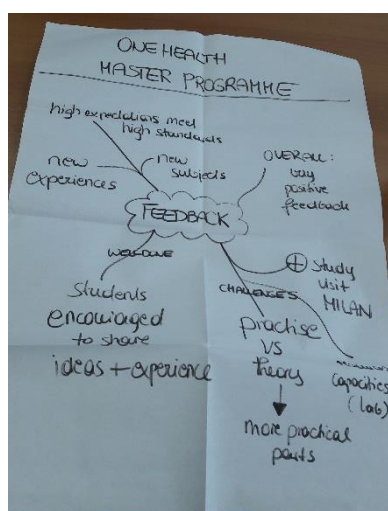 ONE HEALTH
MASTER PROGRAMME
high expectations meet
high standards
new
experiences
new
subjects
OVERALL:
very
positive
feedback
FEEDBACK
WELCOME
Students
encouraged
to share
ideas + experience
CHALLENGES
practise
VS
theory
more practical
parts
+ study
visit
MILAN
capacities
(lab)